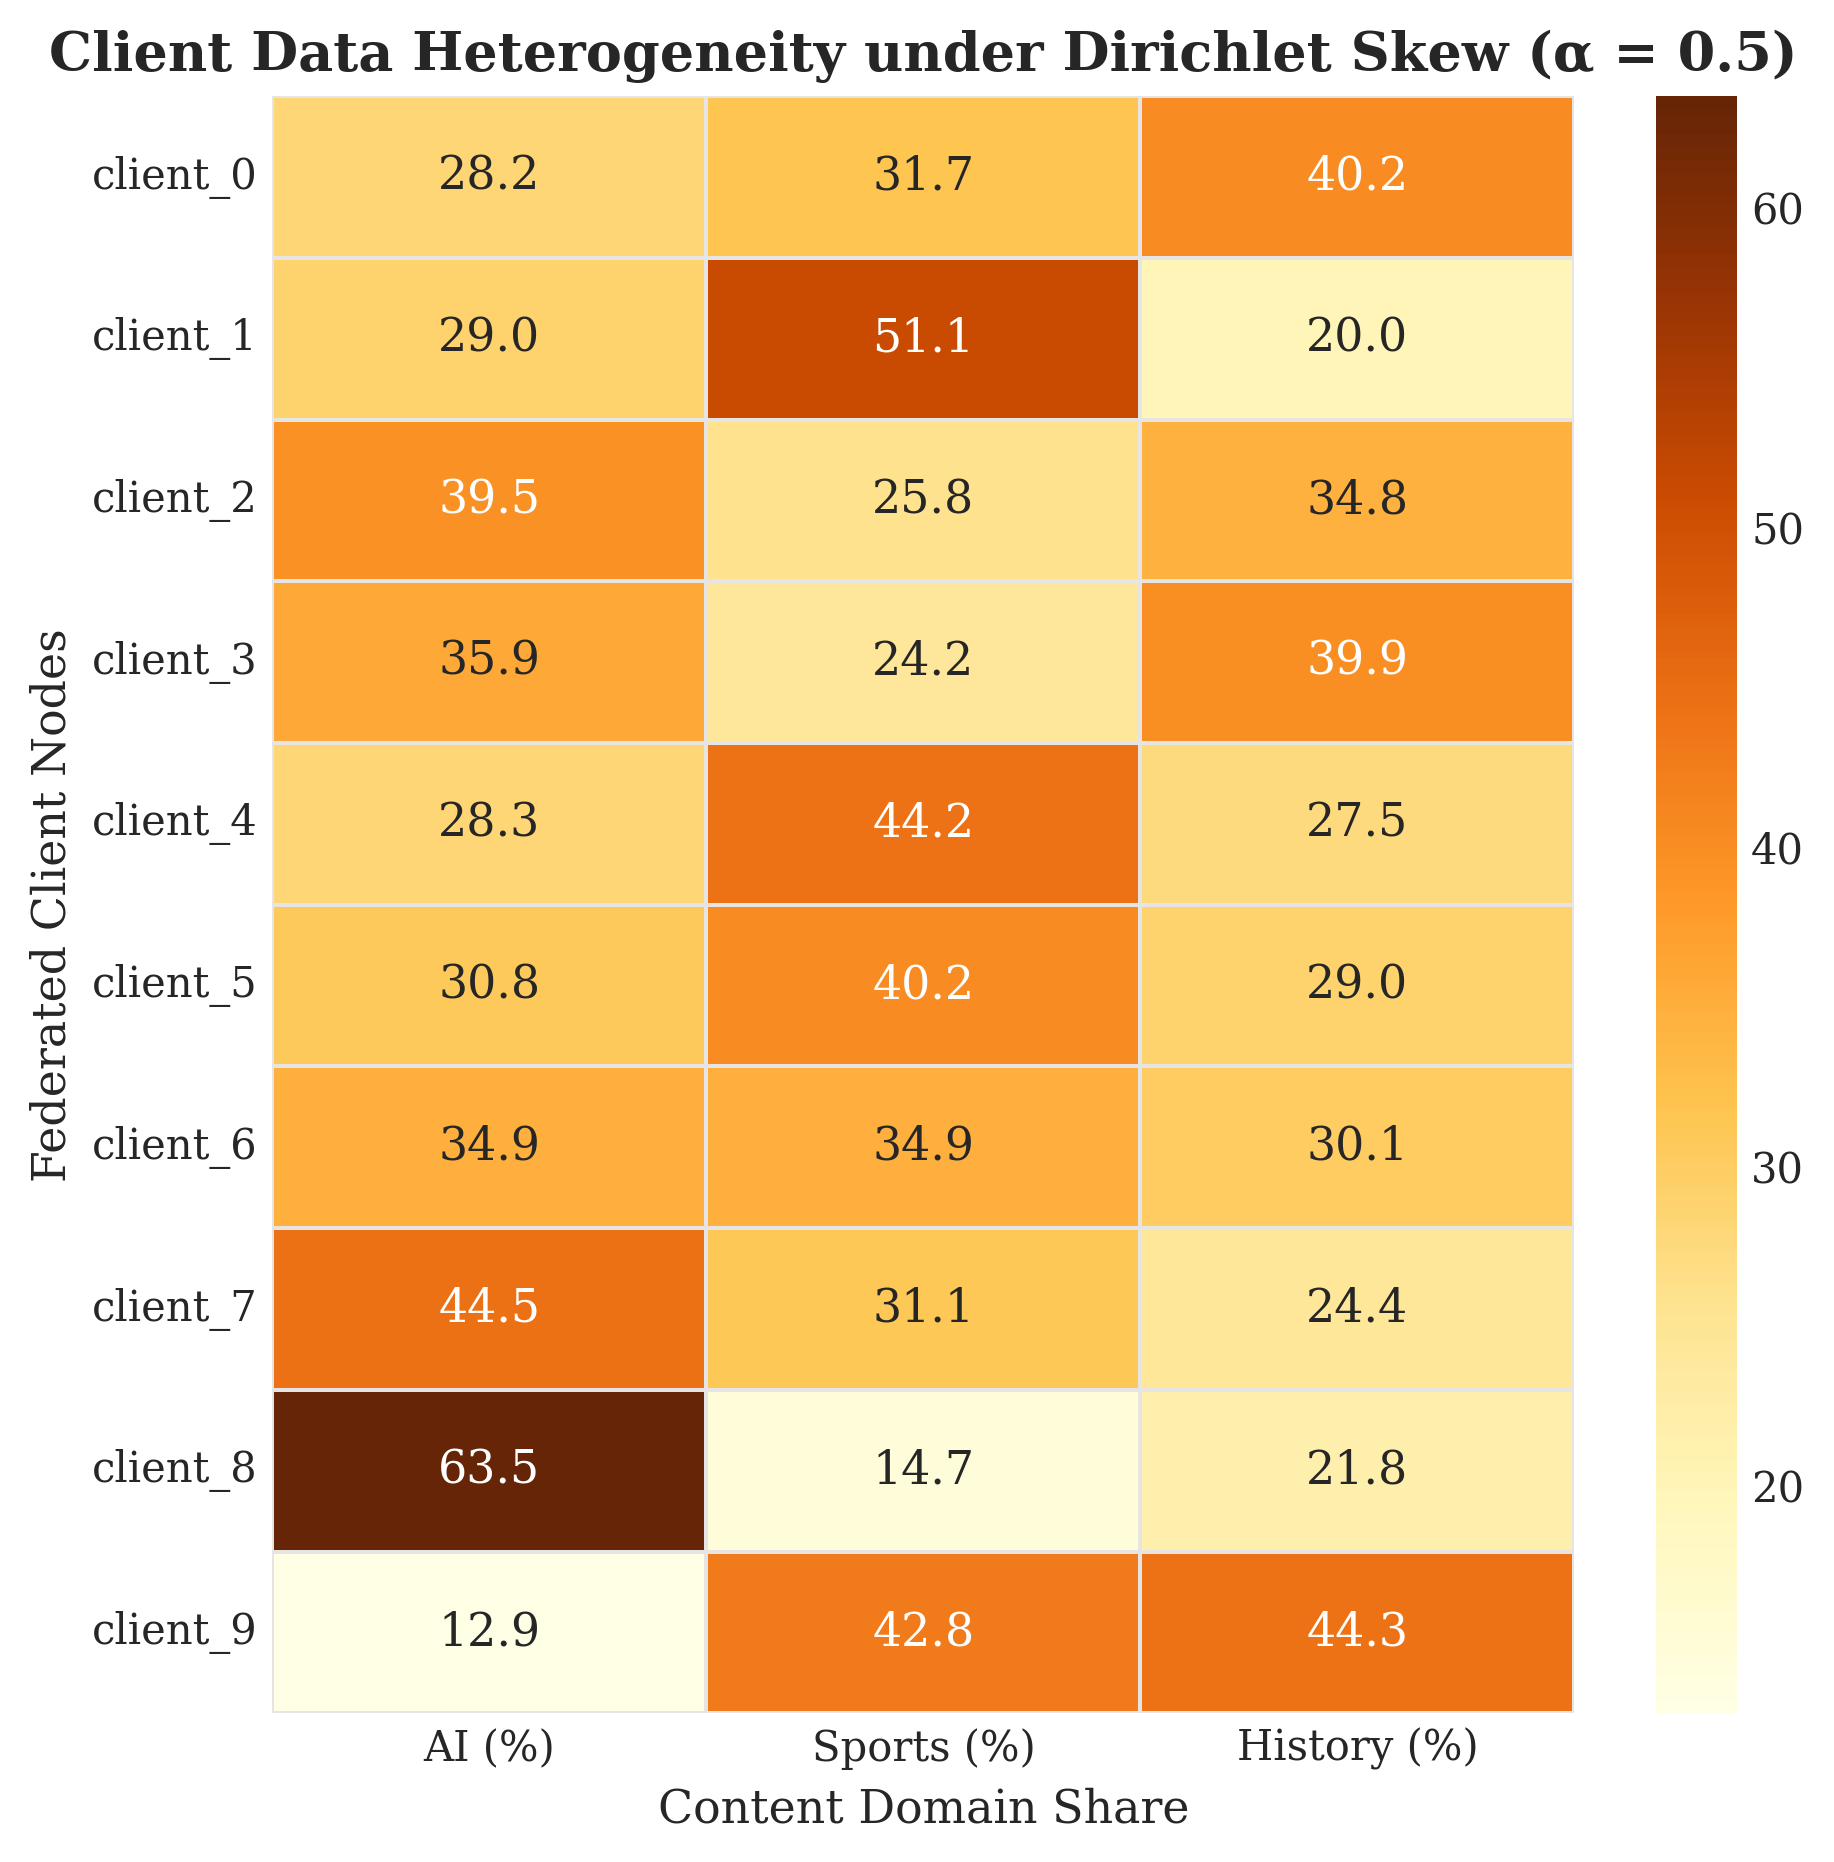 Client Data Heterogeneity under Dirichlet Skew (α = 0.5)
client_0 28.2 31.7 40.2
client_1 29.0 51.1 20.0
client_2 39.5 25.8 34.8
client_3 35.9 24.2 39.9
client_4 28.3 44.2 27.5
client_5 30.8 40.2 29.0
client_6 34.9 34.9 30.1
client_7 44.5 31.1 24.4
client_8 63.5 14.7 21.8
client_9 12.9 42.8 44.3
AI (%) Sports (%) History (%)
Content Domain Share
Federated Client Nodes
60
50
40
30
20